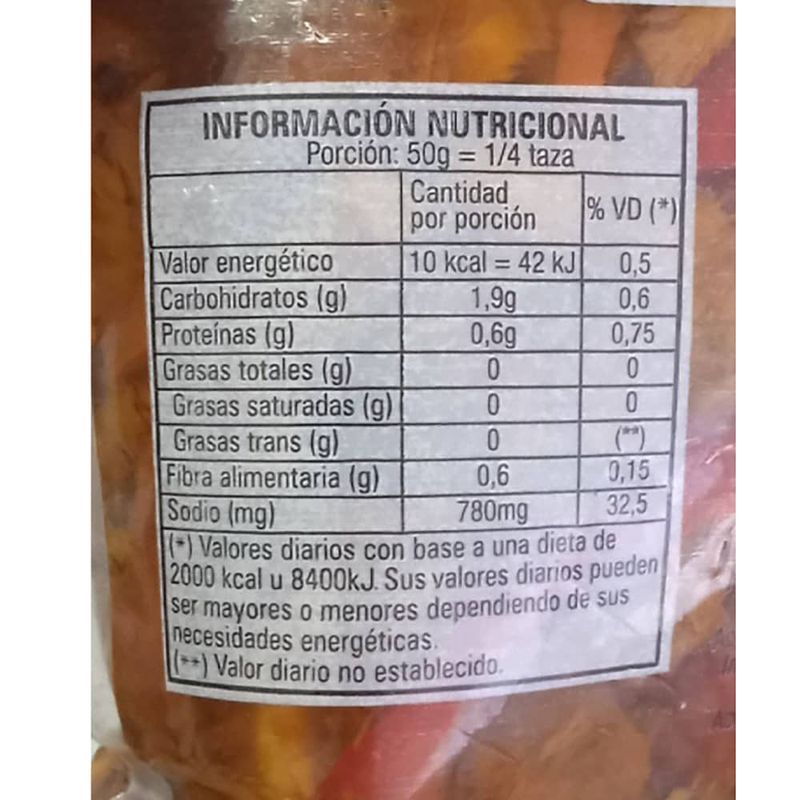 INFORMACIÓN NUTRICIONAL
Porción: 50g = 1/4 taza
Cantidad por porción % VD (*)
Valor energético 10 kcal = 42 kJ 0,5
Carbohidratos (g) 1,9g 0,6
Proteínas (g) 0,6g 0,75
Grasas totales (g) 0 0
Grasas saturadas (g) 0 0
Grasas trans (g) 0 (**)
Fibra alimentaria (g) 0,6 0,15
Sodio (mg) 780mg 32,5
(*) Valores diarios con base a una dieta de
2000 kcal u 8400kJ. Sus valores diarios pueden
ser mayores o menores dependiendo de sus
necesidades energéticas.
(**) Valor diario no establecido.